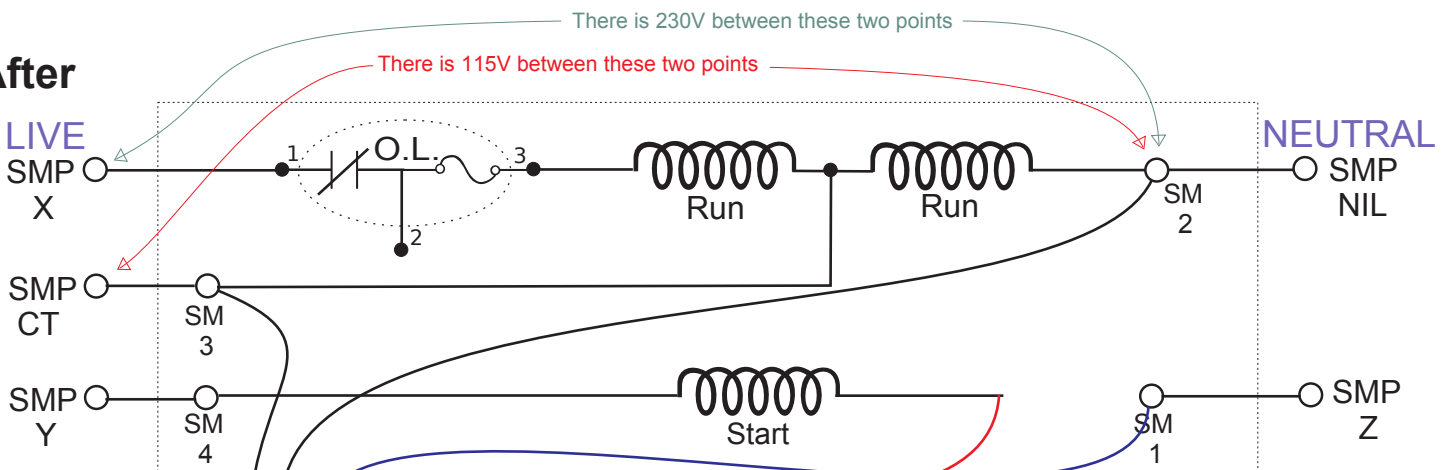 There is 230V between these two points
After
There is 115V between these two points
LIVE
NEUTRAL
1
O.L.
3
SMP
X
Run
Run
SM
2
SMP
NIL
2
SMP
CT
SM
3
SMP
Y
SM
4
Start
SM
1
SMP
Z